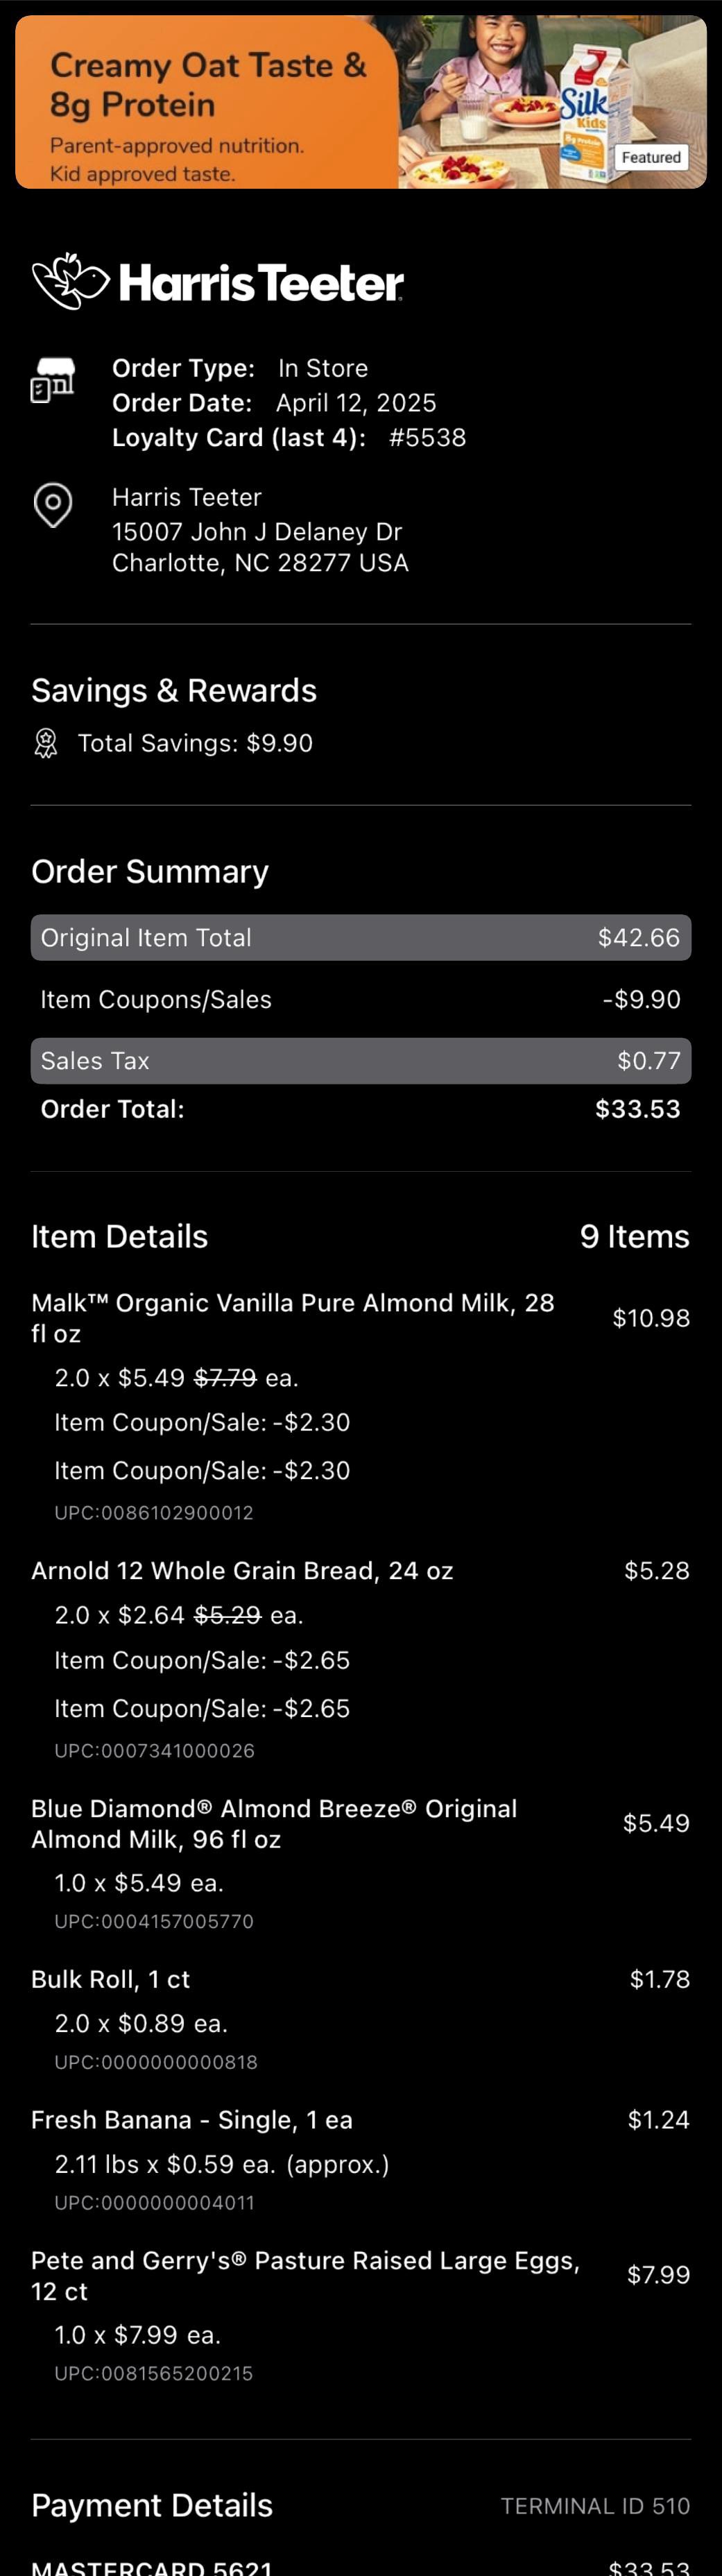 Creamy Oat Taste &
8g Protein
Parent-approved nutrition.
Kid approved taste.
Silk
Kids
8g Protein
Featured
Harris Teeter
Order Type: In Store
Order Date: April 12, 2025
Loyalty Card (last 4): #5538
Harris Teeter
15007 John J Delaney Dr
Charlotte, NC 28277 USA
Savings & Rewards
Total Savings: $9.90
Order Summary
Original Item Total $42.66
Item Coupons/Sales -$9.90
Sales Tax $0.77
Order Total: $33.53
Item Details 9 Items
Malk™ Organic Vanilla Pure Almond Milk, 28
fl oz $10.98
2.0 x $5.49 $7.79 ea.
Item Coupon/Sale: -$2.30
Item Coupon/Sale: -$2.30
UPC:0086102900012
Arnold 12 Whole Grain Bread, 24 oz $5.28
2.0 x $2.64 $5.29 ea.
Item Coupon/Sale: -$2.65
Item Coupon/Sale: -$2.65
UPC:0007341000026
Blue Diamond® Almond Breeze® Original
Almond Milk, 96 fl oz $5.49
1.0 x $5.49 ea.
UPC:0004157005770
Bulk Roll, 1 ct $1.78
2.0 x $0.89 ea.
UPC:0000000000818
Fresh Banana - Single, 1 ea $1.24
2.11 lbs x $0.59 ea. (approx.)
UPC:0000000004011
Pete and Gerry's® Pasture Raised Large Eggs,
12 ct $7.99
1.0 x $7.99 ea.
UPC:0081565200215
Payment Details TERMINAL ID 510
MASTERCARD 5621 $33.53